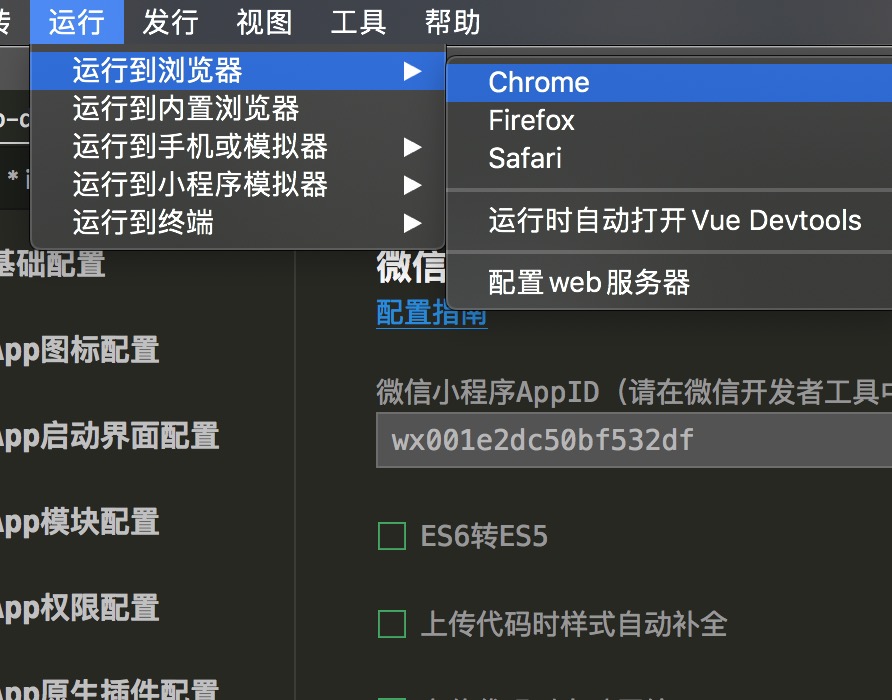 转 运行 发行 视图 工具 帮助
运行到浏览器
运行到内置浏览器
运行到手机或模拟器
运行到小程序模拟器
运行到终端
Chrome
Firefox
Safari
运行时自动打开Vue Devtools
配置web服务器
基础配置
App图标配置
App启动界面配置
App模块配置
App权限配置
App原生插件配置
微信
配置指南
微信小程序AppID（请在微信开发者工具中
wx001e2dc50bf532df
ES6转ES5
上传代码时样式自动补全